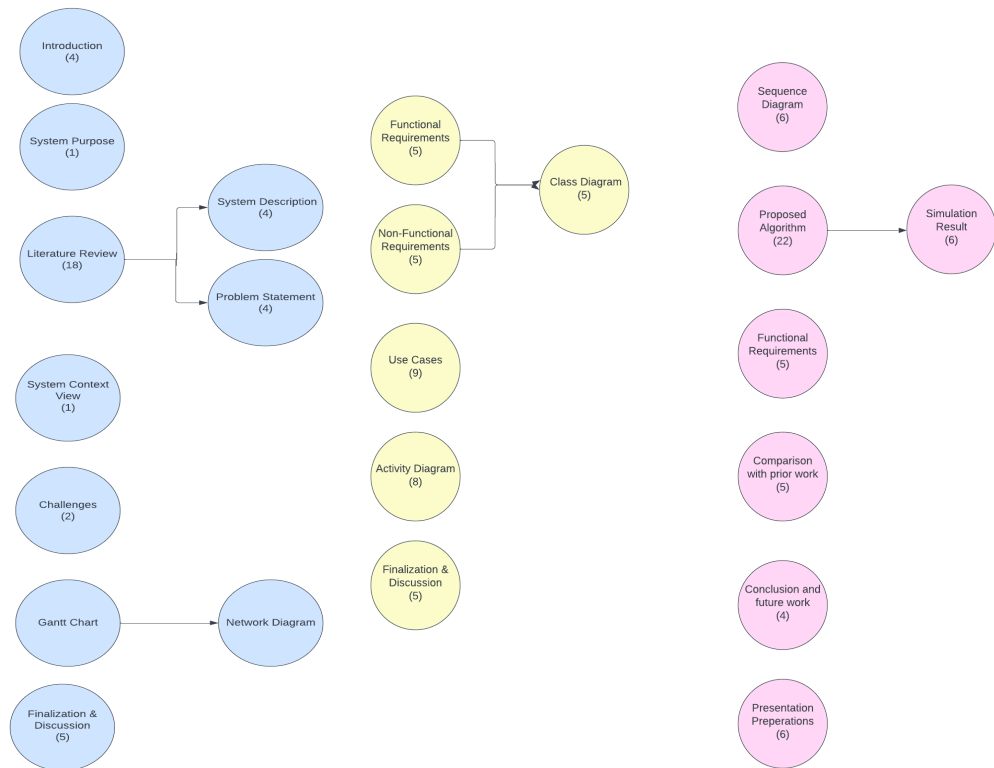 Introduction
(4)
System Purpose
(1)
Literature Review
(18)
System Description
(4)
Problem Statement
(4)
System Context
View
(1)
Challenges
(2)
Gantt Chart
Network Diagram
Finalization &
Discussion
(5)
Functional
Requirements
(5)
Non-Functional
Requirements
(5)
Class Diagram
(5)
Use Cases
(9)
Activity Diagram
(8)
Finalization &
Discussion
(5)
Sequence
Diagram
(6)
Proposed
Algorithm
(22)
Simulation
Result
(6)
Functional
Requirements
(5)
Comparison
with prior work
(5)
Conclusion and
future work
(4)
Presentation
Preperations
(6)